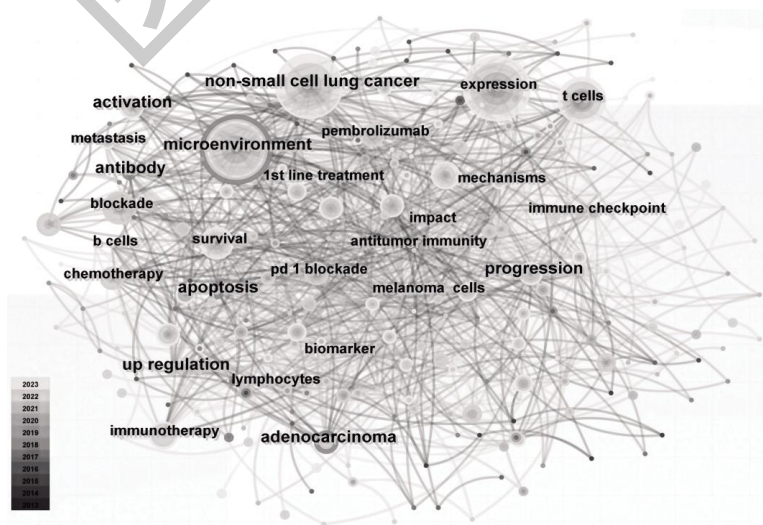 non-small cell lung cancer
expression
t cells
activation
pembrolizumab
metastasis
microenvironment
antibody
1st line treatment
mechanisms
blockade
immune checkpoint
impact
b cells
survival
antitumor immunity
chemotherapy
pd 1 blockade
progression
apoptosis
melanoma cells
biomarker
up regulation
lymphocytes
immunotherapy
adenocarcinoma
2023
2022
2021
2020
2019
2018
2017
2016
2015
2014